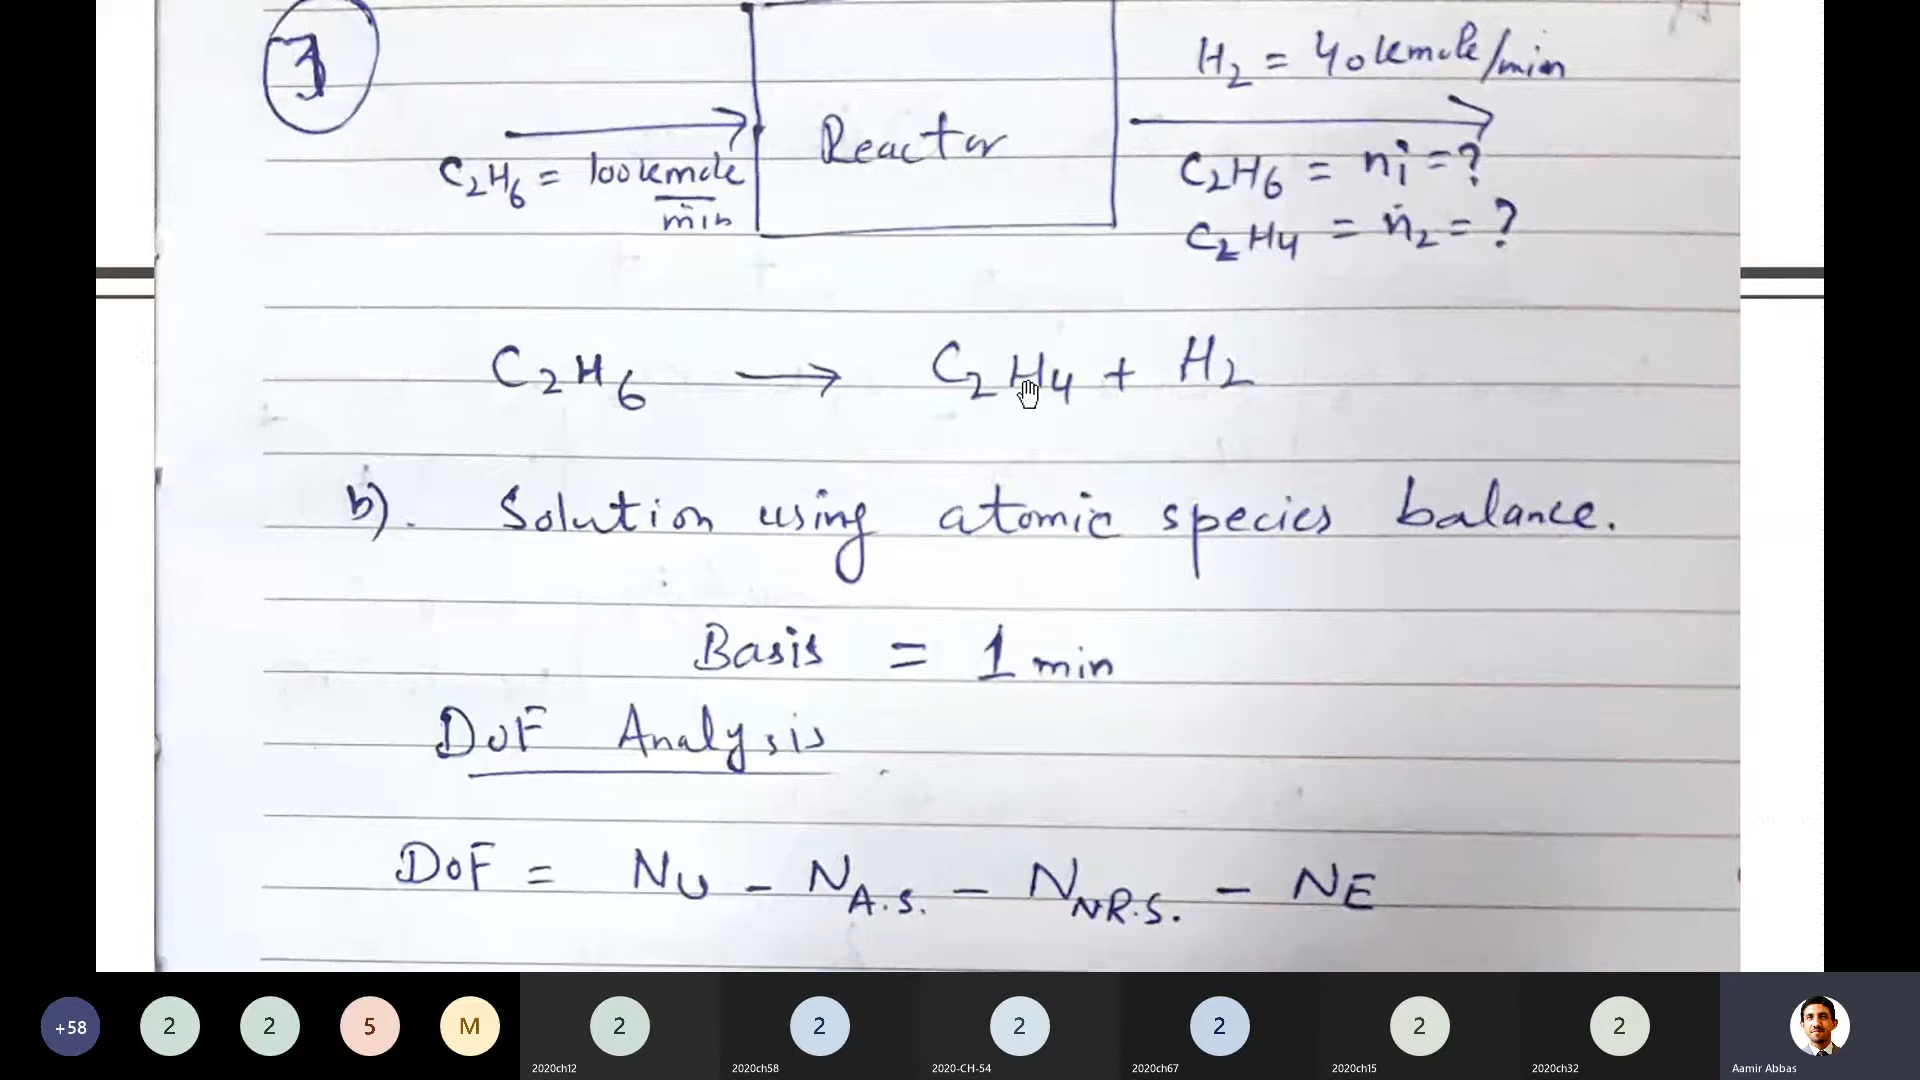 3
H2 = 40 kmole/min
C2H6 = 100 kmole/min
Reactor
C2H6 = n1 = ?
C2H4 = ṅ2 = ?
C2H6 → C2H4 + H2
b). Solution using atomic species balance.
Basis = 1 min
DoF Analysis
DoF = NU - NA.S. - NNR.S. - NE
+58
2
2
5
M
2
2
2
2
2
2
2020ch12
2020ch58
2020-CH-54
2020ch67
2020ch15
2020ch32
Aamir Abbas